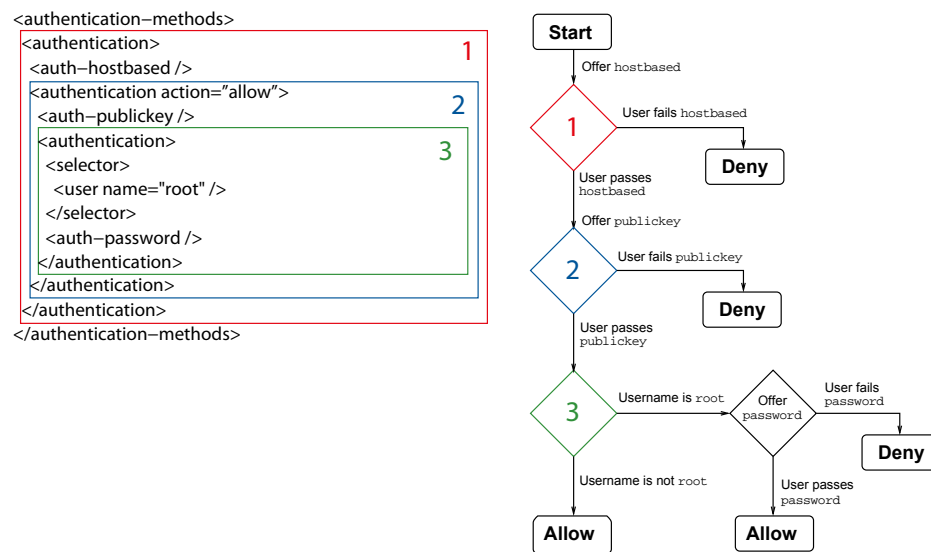 <authentication–methods>
<authentication>
1
<auth–hostbased />
<authentication action=”allow”>
2
<auth–publickey />
<authentication>
3
<selector>
<user name="root" />
</selector>
<auth–password />
</authentication>
</authentication>
</authentication>
</authentication–methods>
Start
Offer hostbased
1
User fails hostbased
Deny
User passes
hostbased
Offer publickey
2
User fails publickey
Deny
User passes
publickey
3
Username is root
Offer
password
User fails
password
Deny
Username is not root
User passes
password
Allow
Allow